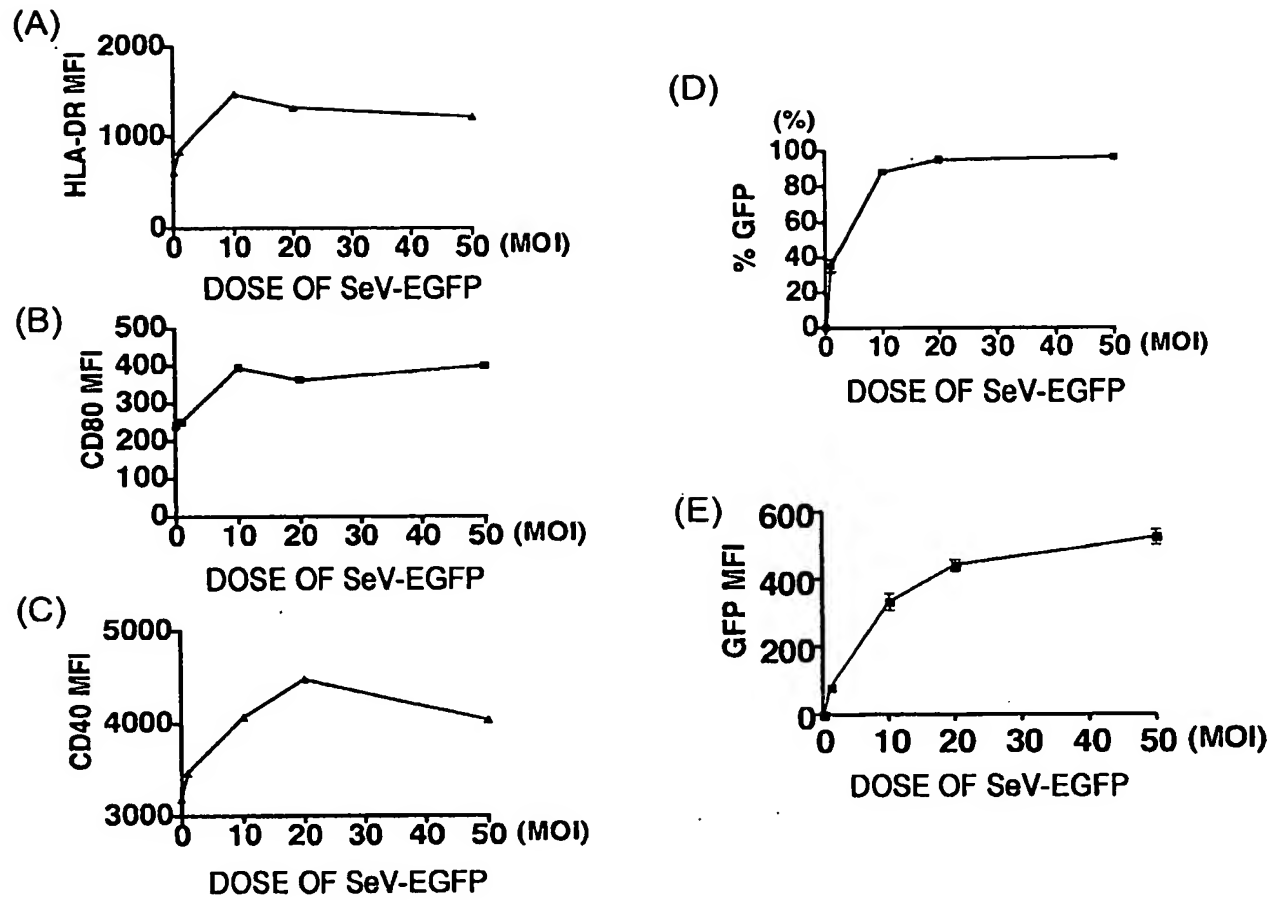 (A)
HLA-DR MFI
2000
1000
0
0 10 20 30 40 50 (MOI)
DOSE OF SeV-EGFP
(B)
CD80 MFI
500
400
300
200
100
0
0 10 20 30 40 50 (MOI)
DOSE OF SeV-EGFP
(C)
CD40 MFI
5000
4000
3000
0 10 20 30 40 50 (MOI)
DOSE OF SeV-EGFP
(D)
(%)
% GFP
100
80
60
40
20
0
0 10 20 30 40 50 (MOI)
DOSE OF SeV-EGFP
(E)
GFP MFI
600
400
200
0
0 10 20 30 40 50 (MOI)
DOSE OF SeV-EGFP